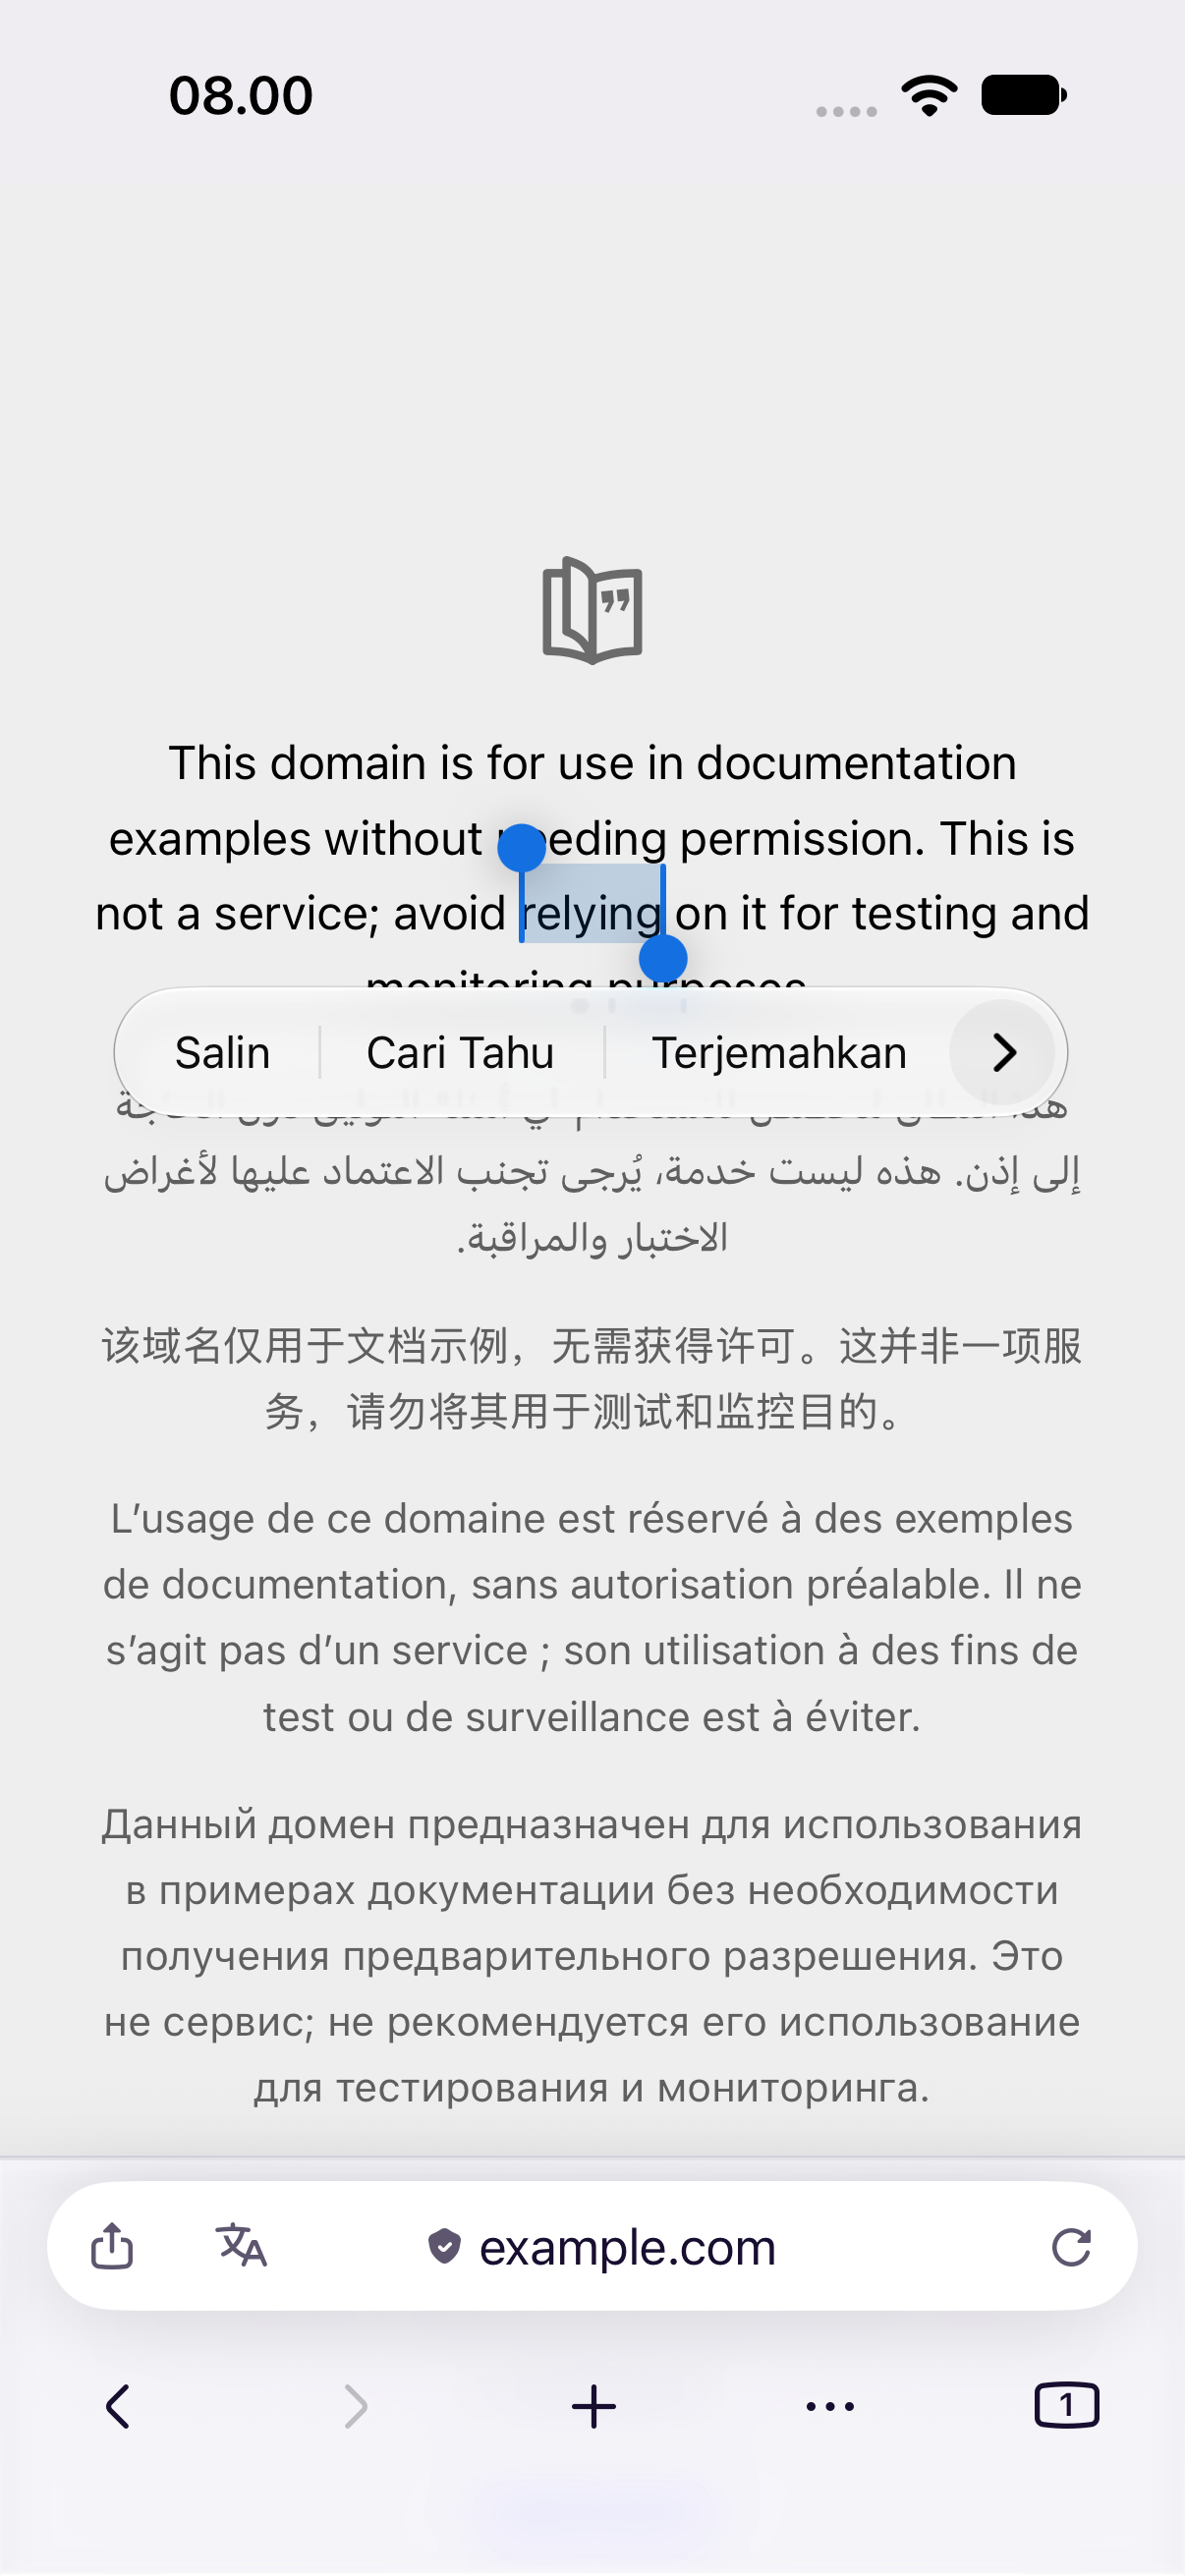 08.00
This domain is for use in documentation
examples without needing permission. This is
not a service; avoid relying on it for testing and
monitoring purposes.
Salin
Cari Tahu
Terjemahkan
إلى إذن. هذه ليست خدمة، يُرجى تجنب الاعتماد عليها لأغراض
الاختبار والمراقبة.
该域名仅用于文档示例，无需获得许可。这并非一项服
务，请勿将其用于测试和监控目的。
L’usage de ce domaine est réservé à des exemples
de documentation, sans autorisation préalable. Il ne
s’agit pas d’un service ; son utilisation à des fins de
test ou de surveillance est à éviter.
Данный домен предназначен для использования
в примерах документации без необходимости
получения предварительного разрешения. Это
не сервис; не рекомендуется его использование
для тестирования и мониторинга.
example.com
1